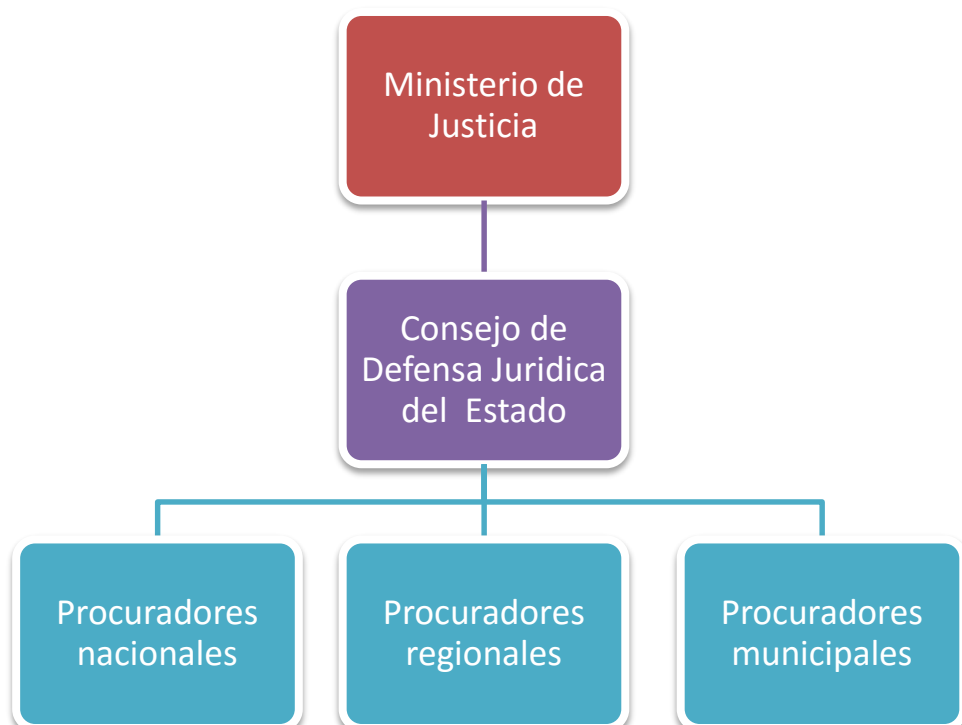 Ministerio de
Justicia
Consejo de
Defensa Juridica
del Estado
Procuradores
nacionales
Procuradores
regionales
Procuradores
municipales